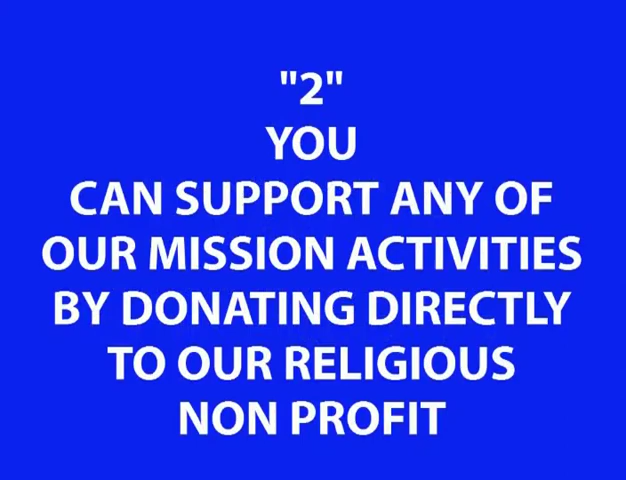 "2"
YOU
CAN SUPPORT ANY OF
OUR MISSION ACTIVITIES
BY DONATING DIRECTLY
TO OUR RELIGIOUS
NON PROFIT